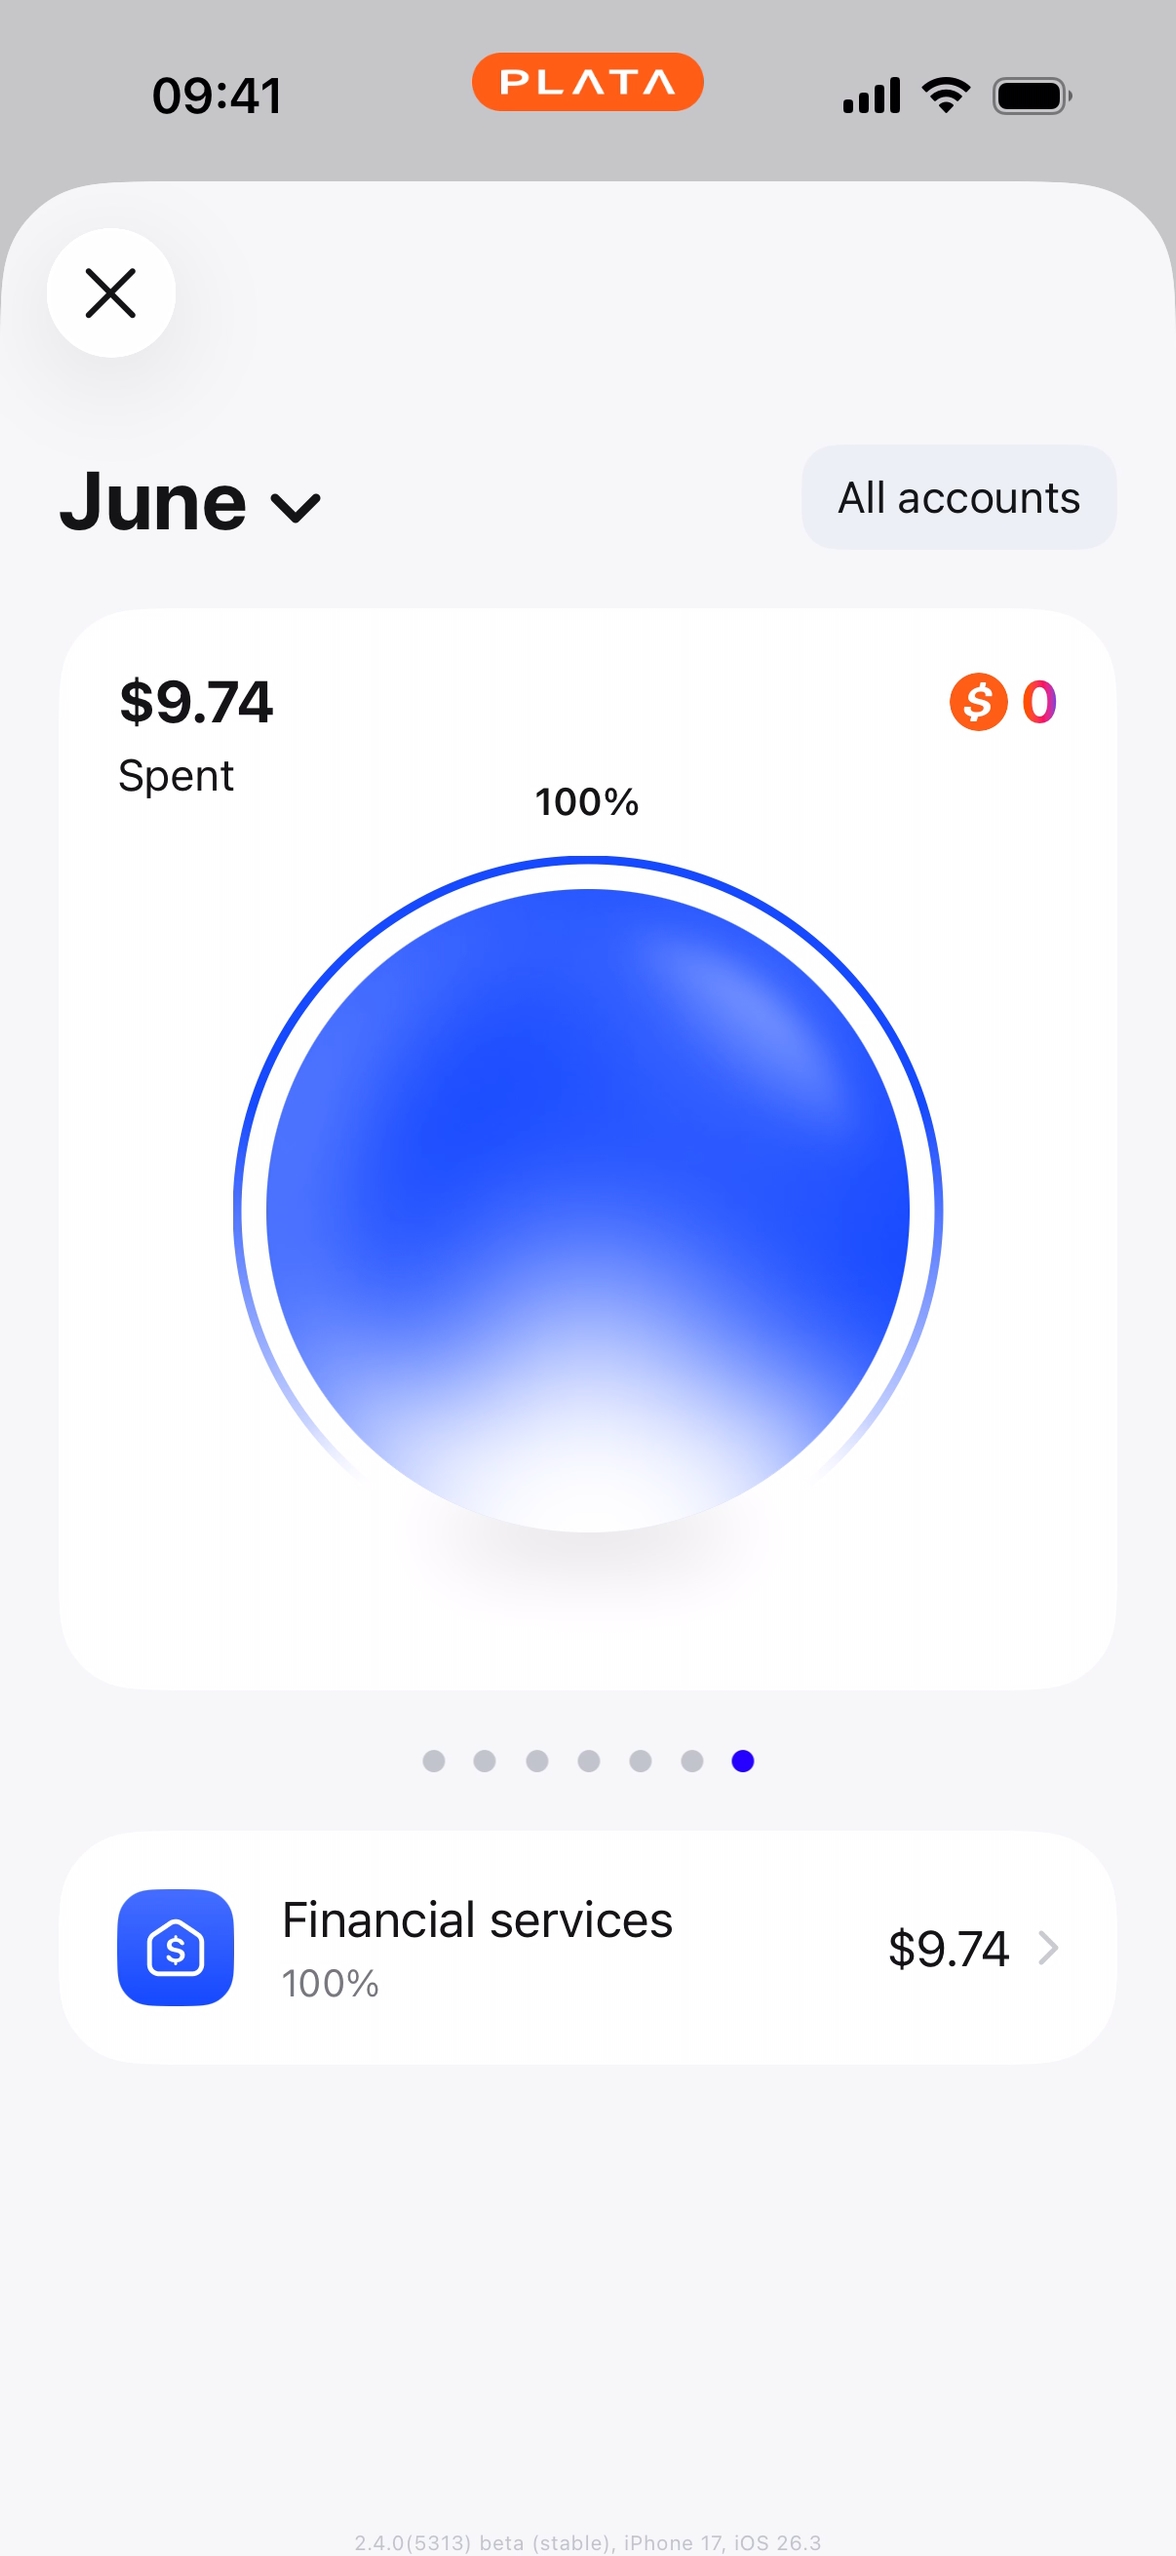 09:41
PLATA
June
All accounts
$9.74
$ 0
Spent
100%
Financial services
$
$9.74
100%
2.4.0(5313) beta (stable), iPhone 17, iOS 26.3